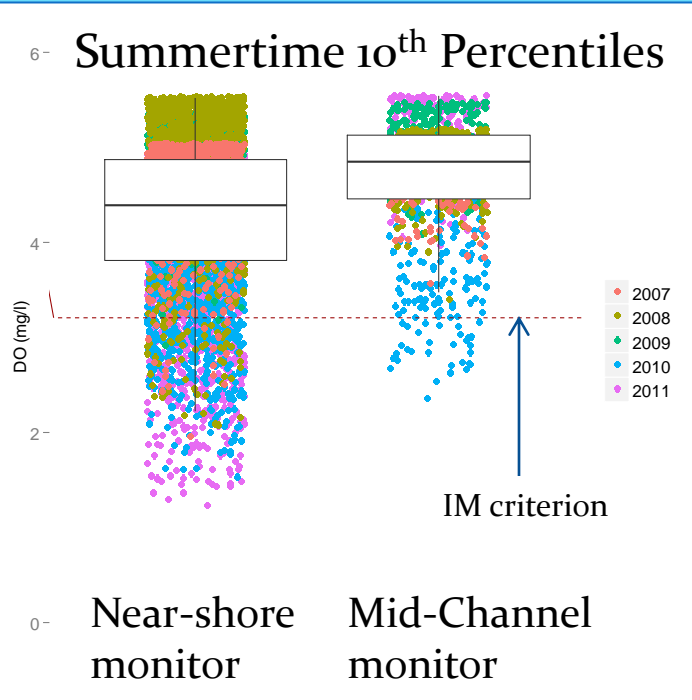 Summertime 10th Percentiles
6
4
2
0
DO (mg/l)
2007
2008
2009
2010
2011
IM criterion
Near-shore
monitor
Mid-Channel
monitor